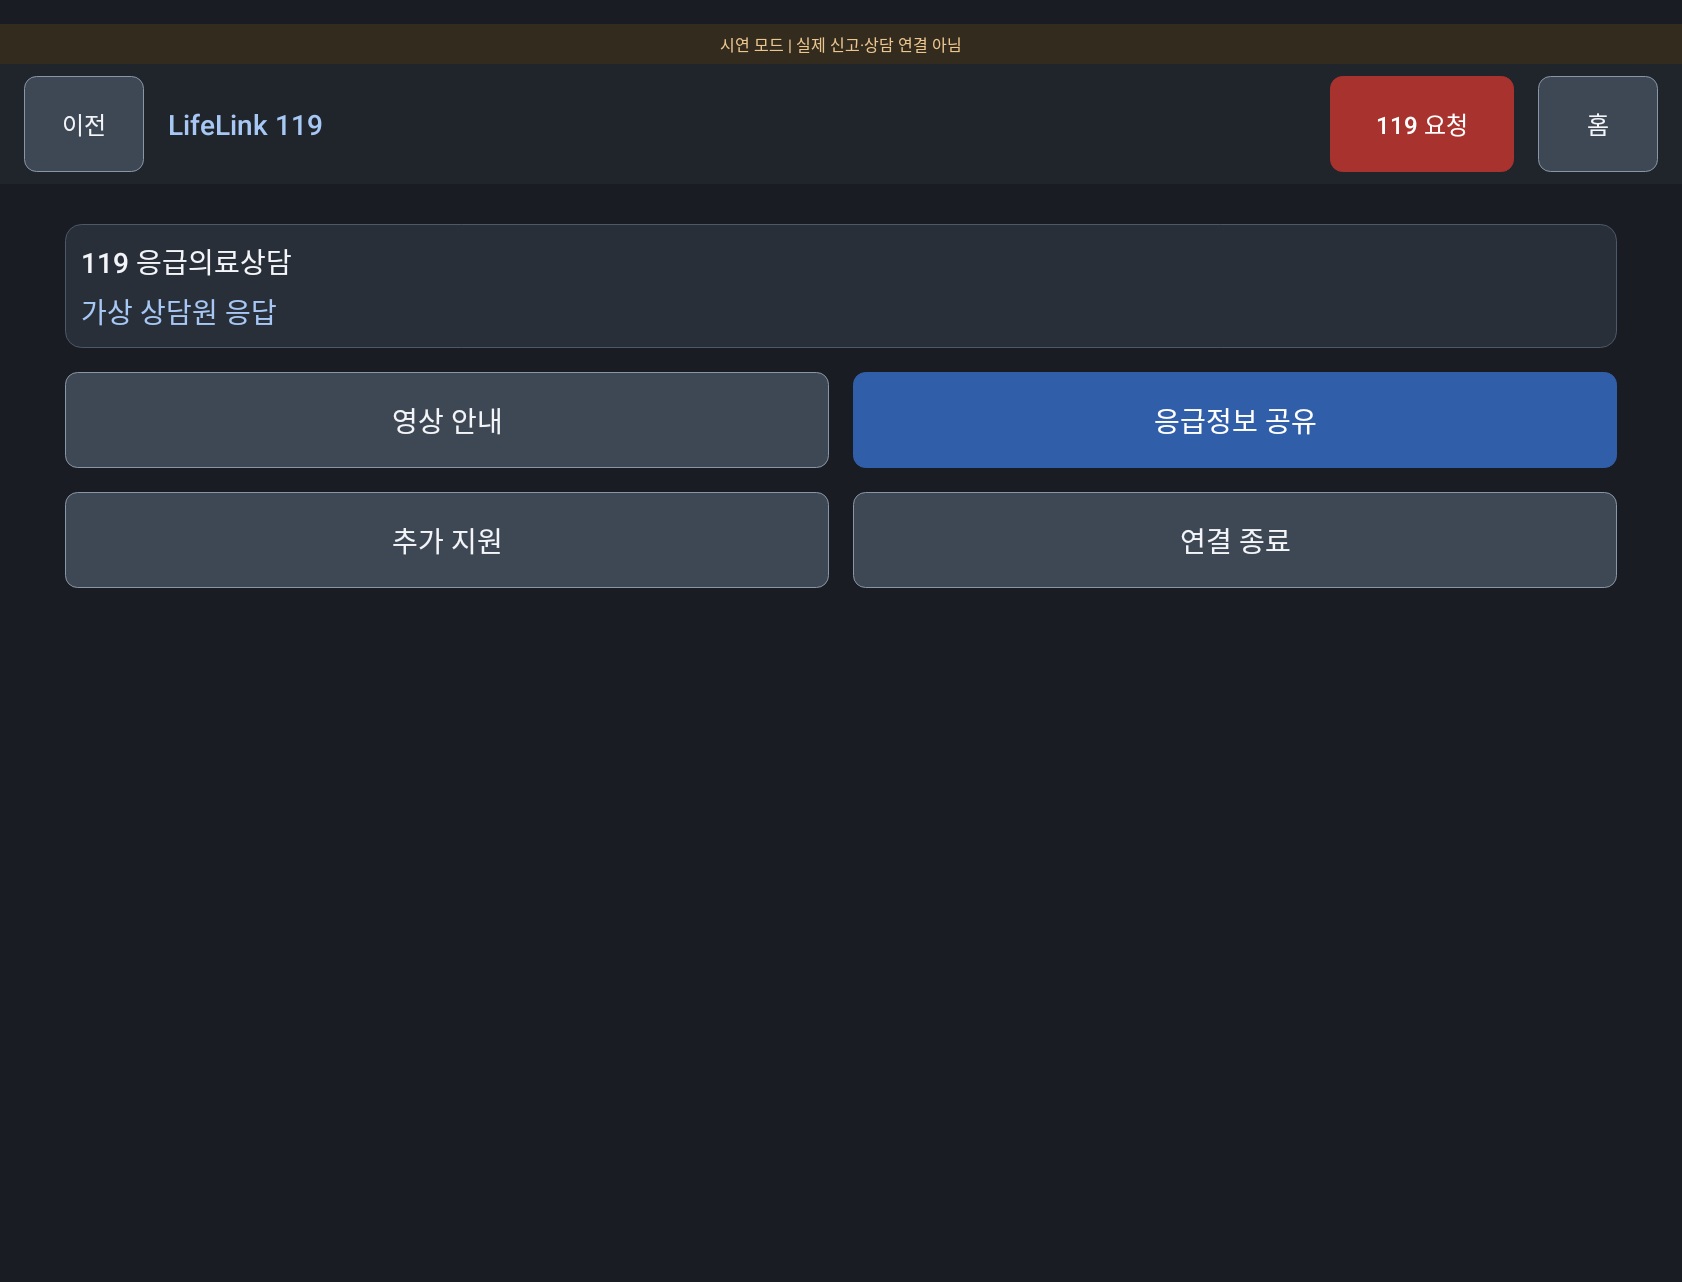 시연 모드 | 실제 신고·상담 연결 아님
이전
LifeLink 119
119 요청
홈
119 응급의료상담
가상 상담원 응답
영상 안내
응급정보 공유
추가 지원
연결 종료